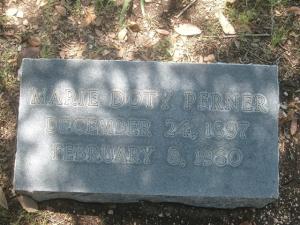 MARIE DOTY PERNER
DECEMBER 24, 1897
FEBRUARY 8, 1980